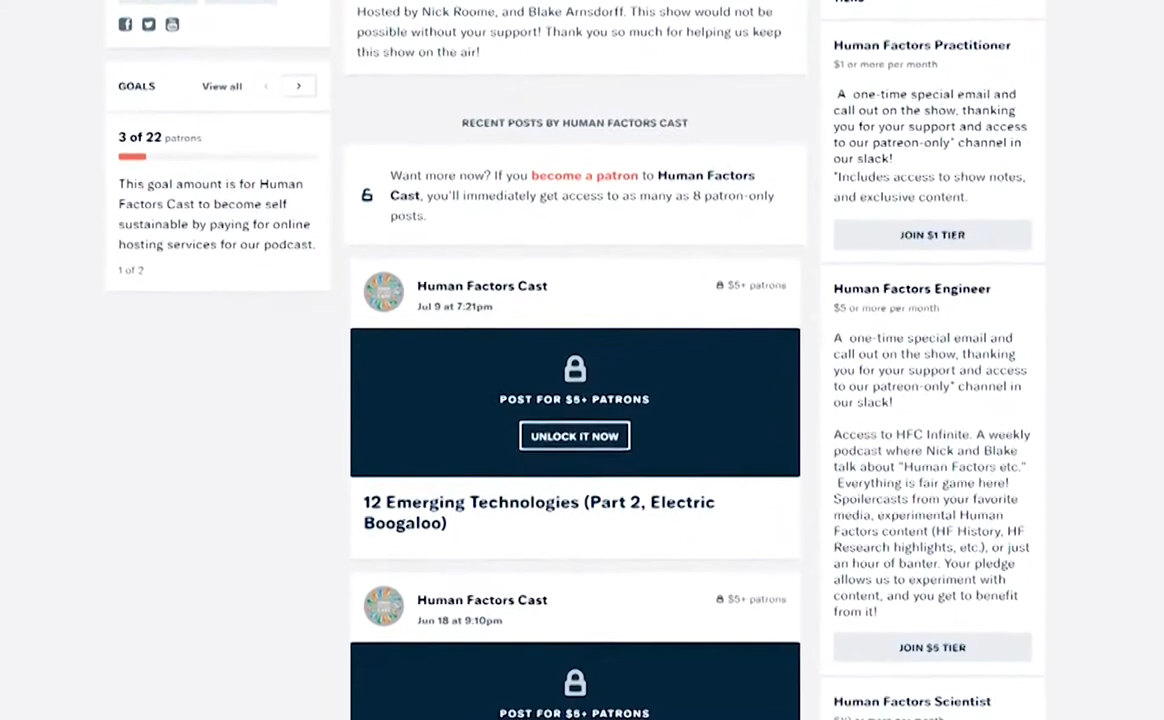 Hosted by Nick Roome, and Blake Arnsdorff. This show would not be
possible without your support! Thank you so much for helping us keep
this show on the air!
GOALS
View all
3 of 22 patrons
This goal amount is for Human
Factors Cast to become self
sustainable by paying for online
hosting services for our podcast.
1 of 2
RECENT POSTS BY HUMAN FACTORS CAST
Want more now? If you become a patron to Human Factors
Cast, you'll immediately get access to as many as 8 patron-only
posts.
Human Factors Cast
Jul 9 at 7:21pm
$5+ patrons
POST FOR $5+ PATRONS
UNLOCK IT NOW
12 Emerging Technologies (Part 2, Electric
Boogaloo)
Human Factors Cast
Jun 18 at 9:10pm
$5+ patrons
POST FOR $5+ PATRONS
Human Factors Practitioner
$1 or more per month
A one-time special email and
call out on the show, thanking
you for your support and access
to our patreon-only* channel in
our slack!
*Includes access to show notes,
and exclusive content.
JOIN $1 TIER
Human Factors Engineer
$5 or more per month
A one-time special email and
call out on the show, thanking
you for your support and access
to our patreon-only* channel in
our slack!
Access to HFC Infinite. A weekly
podcast where Nick and Blake
talk about "Human Factors etc."
Everything is fair game here!
Spoilercasts from your favorite
media, experimental Human
Factors content (HF History, HF
Research highlights, etc.), or just
an hour of banter. Your pledge
allows us to experiment with
content, and you get to benefit
from it!
JOIN $5 TIER
Human Factors Scientist